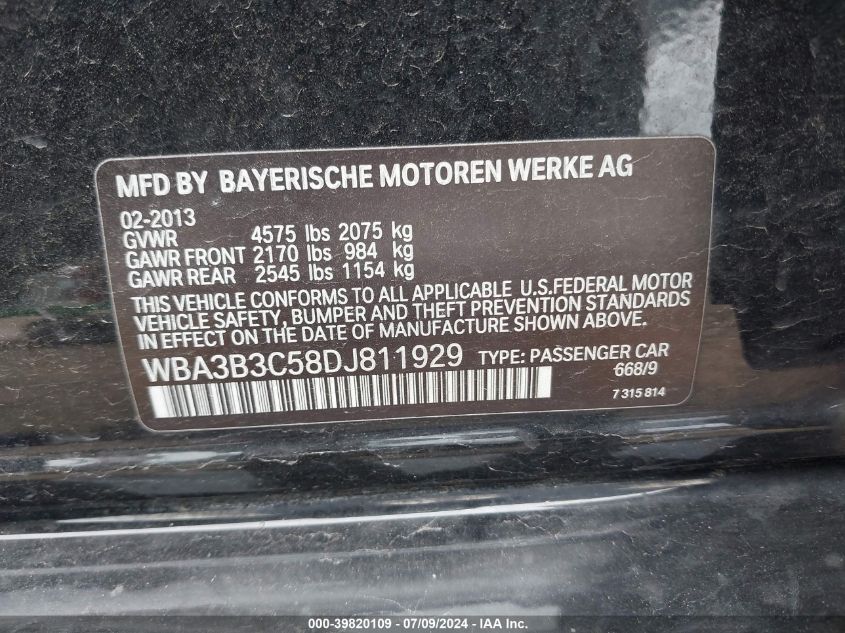 MFD BY BAYERISCHE MOTOREN WERKE AG
02-2013
GVWR 4575 lbs 2075 kg
GAWR FRONT 2170 lbs 984 kg
GAWR REAR 2545 lbs 1154 kg
THIS VEHICLE CONFORMS TO ALL APPLICABLE U.S.FEDERAL MOTOR
VEHICLE SAFETY, BUMPER AND THEFT PREVENTION STANDARDS
IN EFFECT ON THE DATE OF MANUFACTURE SHOWN ABOVE.
WBA3B3C58DJ811929 TYPE: PASSENGER CAR
668/9
7 315 814
000-39820109 | 07/09/2024 | IAA Inc.